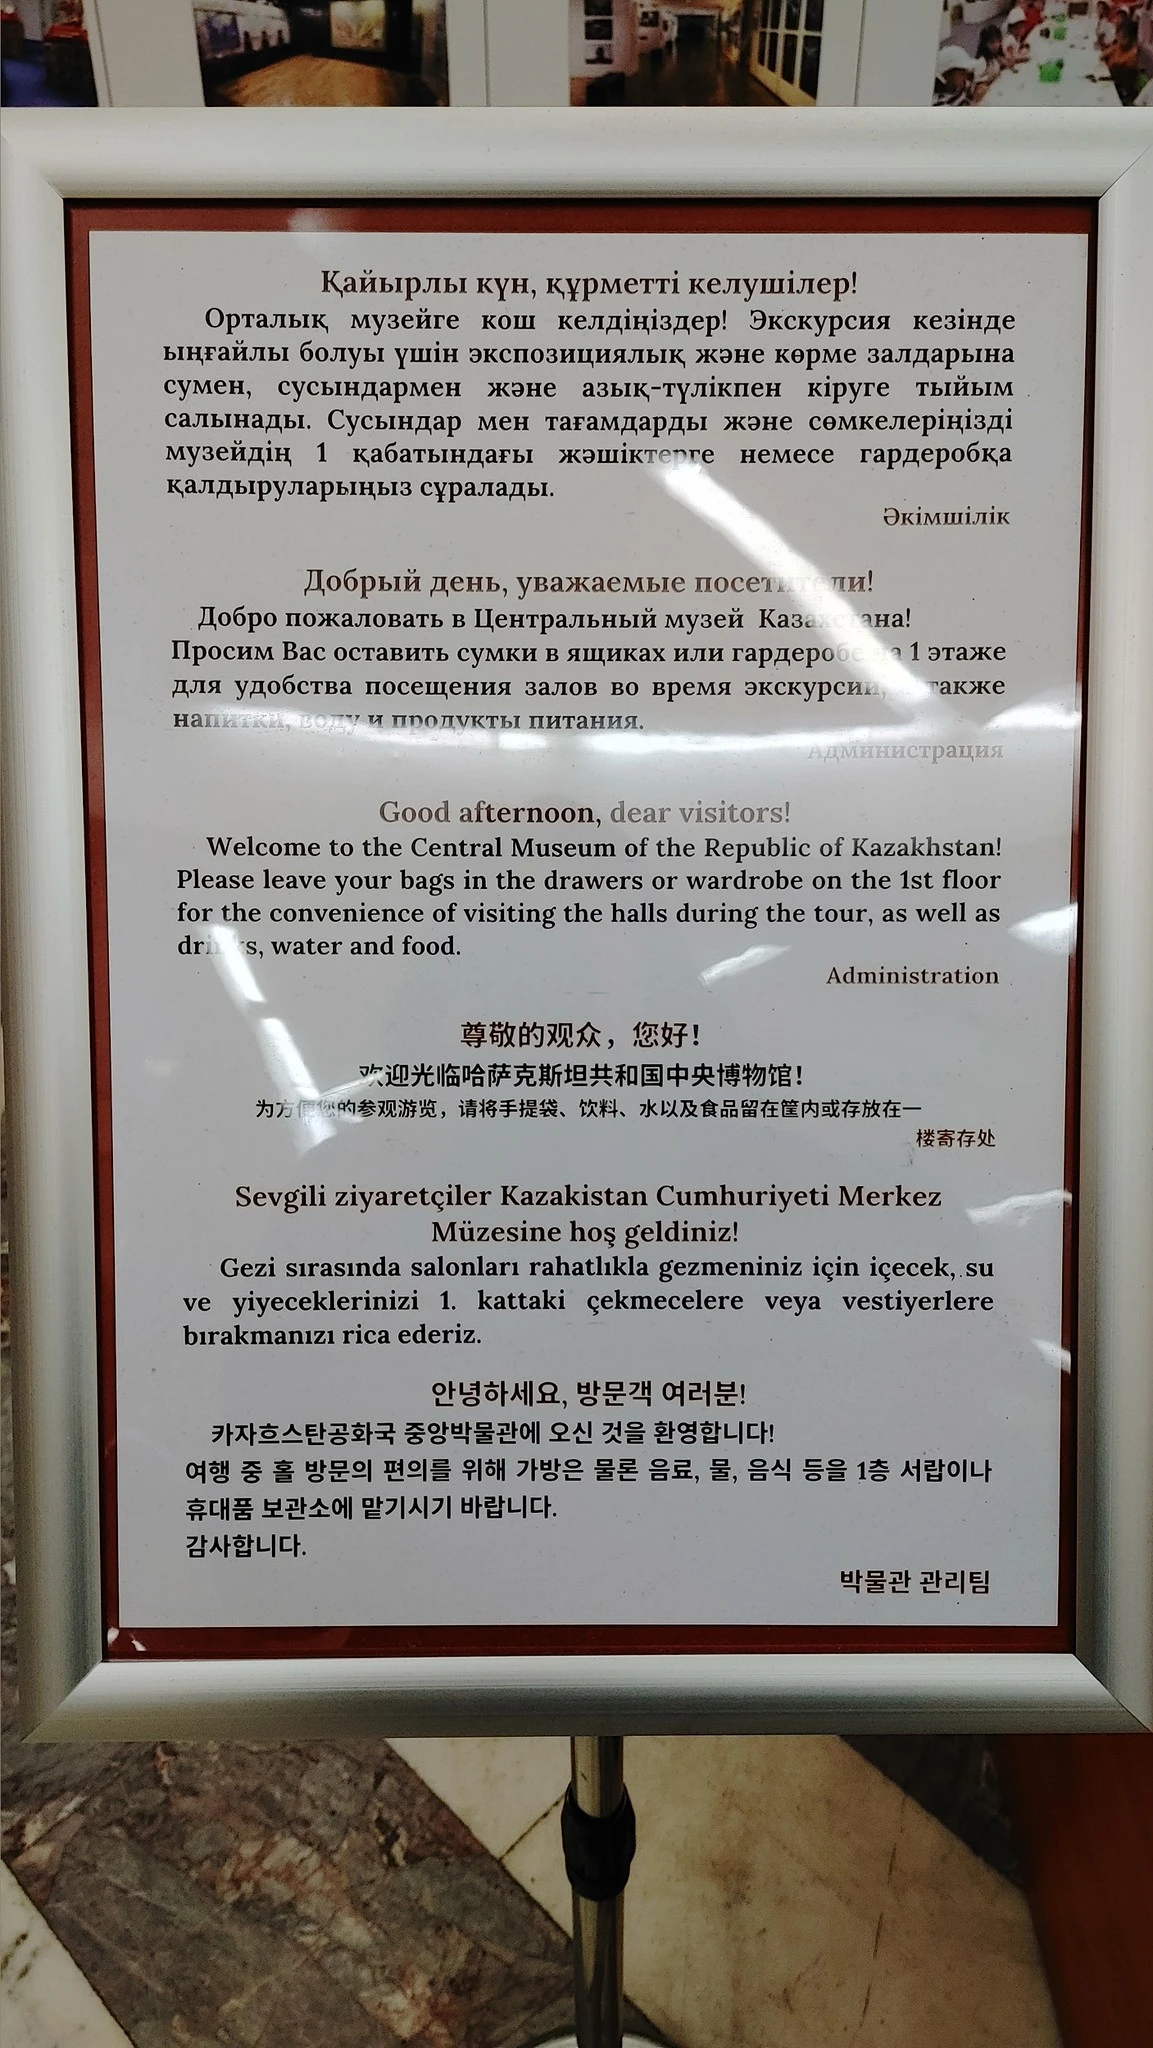 Қайырлы күн, құрметті келушілер!
Орталық музейге кош келдіңіздер! Экскурсия кезінде
ыңғайлы болуы үшін экспозициялық және көрме залдарына
сумен, сусындармен және азық-түлікпен кіруге тыйым
салынады. Сусындар мен тағамдарды және сөмкелеріңізді
музейдің 1 қабатындағы жәшіктерге немесе гардеробқа
қалдыруларыңыз сұралады.
Әкімшілік
Добрый день, уважаемые посетители!
Добро пожаловать в Центральный музей Казахстана!
Просим Вас оставить сумки в ящиках или гардеробе на 1 этаже
для удобства посещения залов во время экскурсии, а также
напитки, воду и продукты питания.
Администрация
Good afternoon, dear visitors!
Welcome to the Central Museum of the Republic of Kazakhstan!
Please leave your bags in the drawers or wardrobe on the 1st floor
for the convenience of visiting the halls during the tour, as well as
drinks, water and food.
Administration
尊敬的观众，您好！
欢迎光临哈萨克斯坦共和国中央博物馆！
为方便您的参观游览，请将手提袋、饮料、水以及食品留在筐内或存放在一
楼寄存处
Sevgili ziyaretçiler Kazakistan Cumhuriyeti Merkez
Müzesine hoş geldiniz!
Gezi sırasında salonları rahatlıkla gezmeniniz için içecek, su
ve yiyeceklerinizi 1. kattaki çekmecelere veya vestiyerlere
bırakmanızı rica ederiz.
안녕하세요, 방문객 여러분!
카자흐스탄공화국 중앙박물관에 오신 것을 환영합니다!
여행 중 홀 방문의 편의를 위해 가방은 물론 음료, 물, 음식 등을 1층 서랍이나
휴대품 보관소에 맡기시기 바랍니다.
감사합니다.
박물관 관리팀